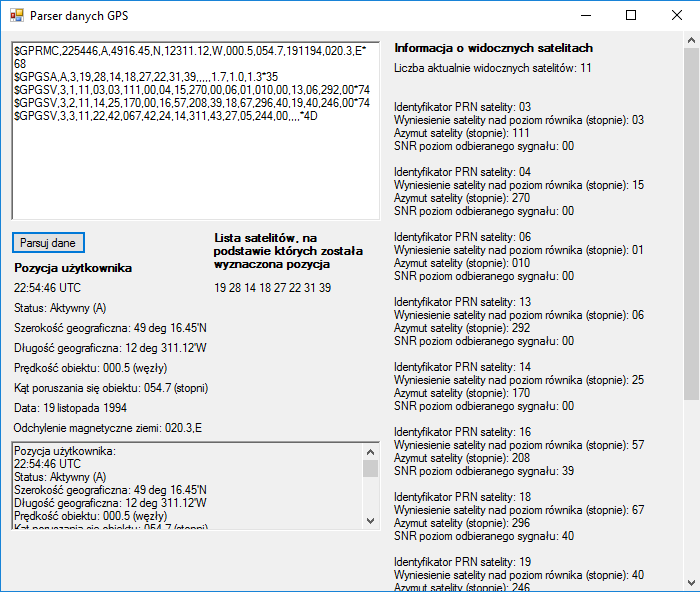 Parser danych GPS
$GPRMC,225446,A,4916.45,N,12311.12,W,000.5,054.7,191194,020.3,E*
68
$GPGSA,A,3,19,28,14,18,27,22,31,39,,,,,1.7,1.0,1.3*35
$GPGSV,3,1,11,03,03,111,00,04,15,270,00,06,01,010,00,13,06,292,00*74
$GPGSV,3,2,11,14,25,170,00,16,57,208,39,18,67,296,40,19,40,246,00*74
$GPGSV,3,3,11,22,42,067,42,24,14,311,43,27,05,244,00,,,,*4D
Parsuj dane
Pozycja użytkownika
22:54:46 UTC
Status: Aktywny (A)
Szerokość geograficzna: 49 deg 16.45'N
Długość geograficzna: 12 deg 311.12'W
Prędkość obiektu: 000.5 (węzły)
Kąt poruszania się obiektu: 054.7 (stopni)
Data: 19 listopada 1994
Odchylenie magnetyczne ziemi: 020.3,E
Lista satelitów, na
podstawie których została
wyznaczona pozycja
19 28 14 18 27 22 31 39
Pozycja użytkownika:
22:54:46 UTC
Status: Aktywny (A)
Szerokość geograficzna: 49 deg 16.45'N
Długość geograficzna: 12 deg 311.12'W
Prędkość obiektu: 000.5 (węzły)
Kąt poruszania się obiektu: 054.7 (stopni)
Informacja o widocznych satelitach
Liczba aktualnie widocznych satelitów: 11
Identyfikator PRN satelity: 03
Wyniesienie satelity nad poziom równika (stopnie): 03
Azymut satelity (stopnie): 111
SNR poziom odbieranego sygnału: 00
Identyfikator PRN satelity: 04
Wyniesienie satelity nad poziom równika (stopnie): 15
Azymut satelity (stopnie): 270
SNR poziom odbieranego sygnału: 00
Identyfikator PRN satelity: 06
Wyniesienie satelity nad poziom równika (stopnie): 01
Azymut satelity (stopnie): 010
SNR poziom odbieranego sygnału: 00
Identyfikator PRN satelity: 13
Wyniesienie satelity nad poziom równika (stopnie): 06
Azymut satelity (stopnie): 292
SNR poziom odbieranego sygnału: 00
Identyfikator PRN satelity: 14
Wyniesienie satelity nad poziom równika (stopnie): 25
Azymut satelity (stopnie): 170
SNR poziom odbieranego sygnału: 00
Identyfikator PRN satelity: 16
Wyniesienie satelity nad poziom równika (stopnie): 57
Azymut satelity (stopnie): 208
SNR poziom odbieranego sygnału: 39
Identyfikator PRN satelity: 18
Wyniesienie satelity nad poziom równika (stopnie): 67
Azymut satelity (stopnie): 296
SNR poziom odbieranego sygnału: 40
Identyfikator PRN satelity: 19
Wyniesienie satelity nad poziom równika (stopnie): 40
Azymut satelity (stopnie): 246